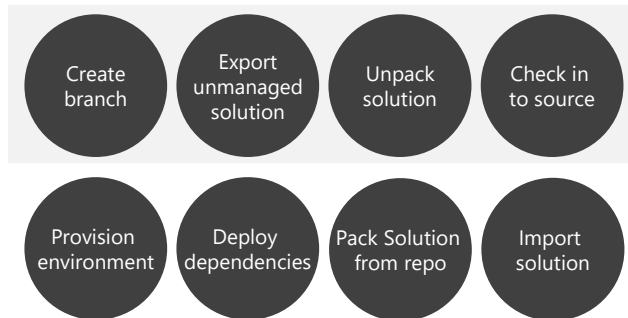 Create
branch
Export
unmanaged
solution
Unpack
solution
Check in
to source
Provision
environment
Deploy
dependencies
Pack Solution
from repo
Import
solution